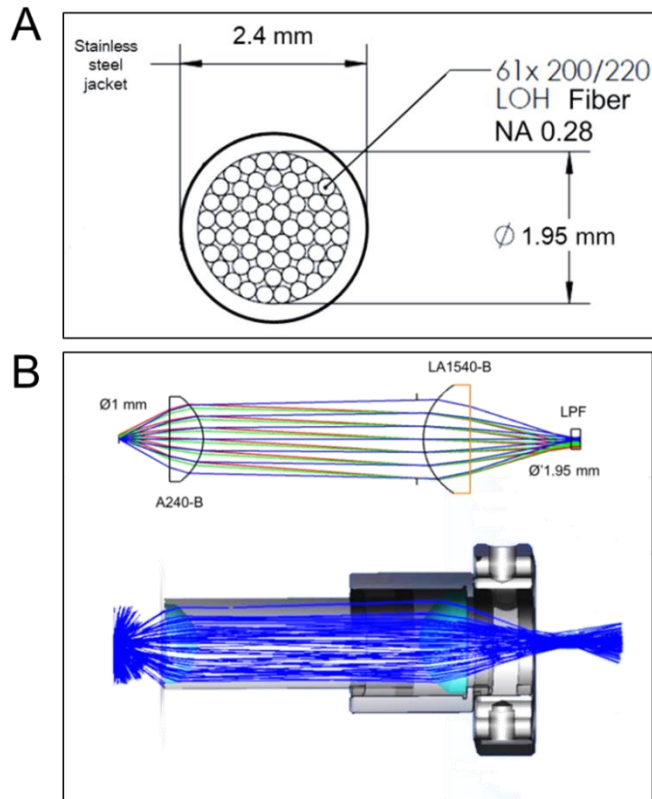 A
Stainless
steel
jacket
2.4 mm
61x 200/220
LOH Fiber
NA 0.28
Ø 1.95 mm
B
LA1540-B
Ø1 mm
LPF
Ø'1.95 mm
A240-B